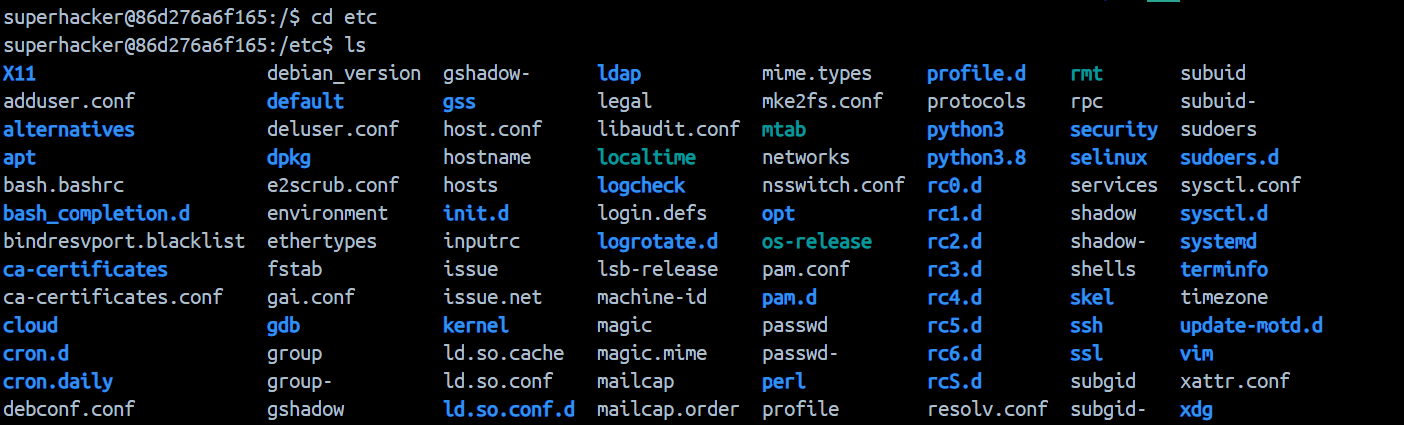 superhacker@86d276a6f165:/$ cd etc
superhacker@86d276a6f165:/etc$ ls
X11 debian_version gshadow- ldap mime.types profile.d rmt subuid
adduser.conf default gss legal mke2fs.conf protocols rpc subuid-
alternatives deluser.conf host.conf libaudit.conf mtab python3 security sudoers
apt dpkg hostname localtime networks python3.8 selinux sudoers.d
bash.bashrc e2scrub.conf hosts logcheck nsswitch.conf rc0.d services sysctl.conf
bash_completion.d environment init.d login.defs opt rc1.d shadow sysctl.d
bindresvport.blacklist ethertypes inputrc logrotate.d os-release rc2.d shadow- systemd
ca-certificates fstab issue lsb-release pam.conf rc3.d shells terminfo
ca-certificates.conf gai.conf issue.net machine-id pam.d rc4.d skel timezone
cloud gdb kernel magic passwd rc5.d ssh update-motd.d
cron.d group ld.so.cache magic.mime passwd- rc6.d ssl vim
cron.daily group- ld.so.conf mailcap perl rcS.d subgid xattr.conf
debconf.conf gshadow ld.so.conf.d mailcap.order profile resolv.conf subgid- xdg